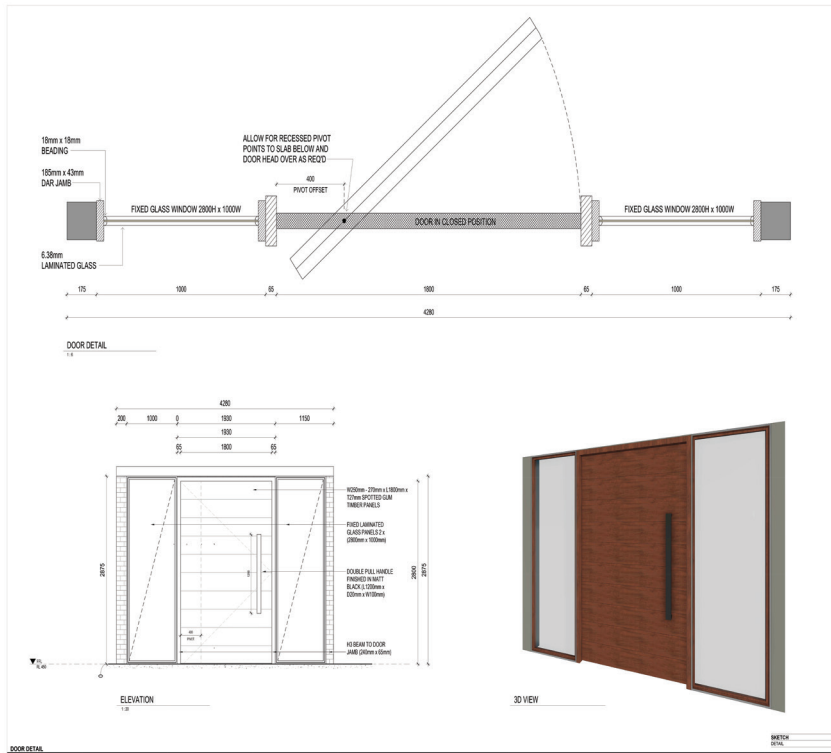 18mm x 18mm
BEADING
185mm x 43mm
DAR JAMB
FIXED GLASS WINDOW 2800H x 1000W
6.38mm
LAMINATED GLASS
ALLOW FOR RECESSED PIVOT
POINTS TO SLAB BELOW AND
DOOR HEAD OVER AS REQ'D
400
PIVOT OFFSET
DOOR IN CLOSED POSITION
FIXED GLASS WINDOW 2800H x 1000W
175 1000 65 1800 65 1000 175
4280
DOOR DETAIL
4280
200 1000 0 1930 1150
1930
65 1800 65
W250mm - 270mm x L1800mm x
T27mm SPOTTED GUM
TIMBER PANELS
FIXED LAMINATED
GLASS PANELS 2 x
(2800mm x 1000mm)
DOUBLE PULL HANDLE
FINISHED IN MATT
BLACK (L1200mm x
D20mm x W100mm)
H3 BEAM TO DOOR
JAMB (240mm x 65mm)
2875
2800
2875
ELEVATION
3D VIEW
DOOR DETAIL
SKETCH
DETAIL